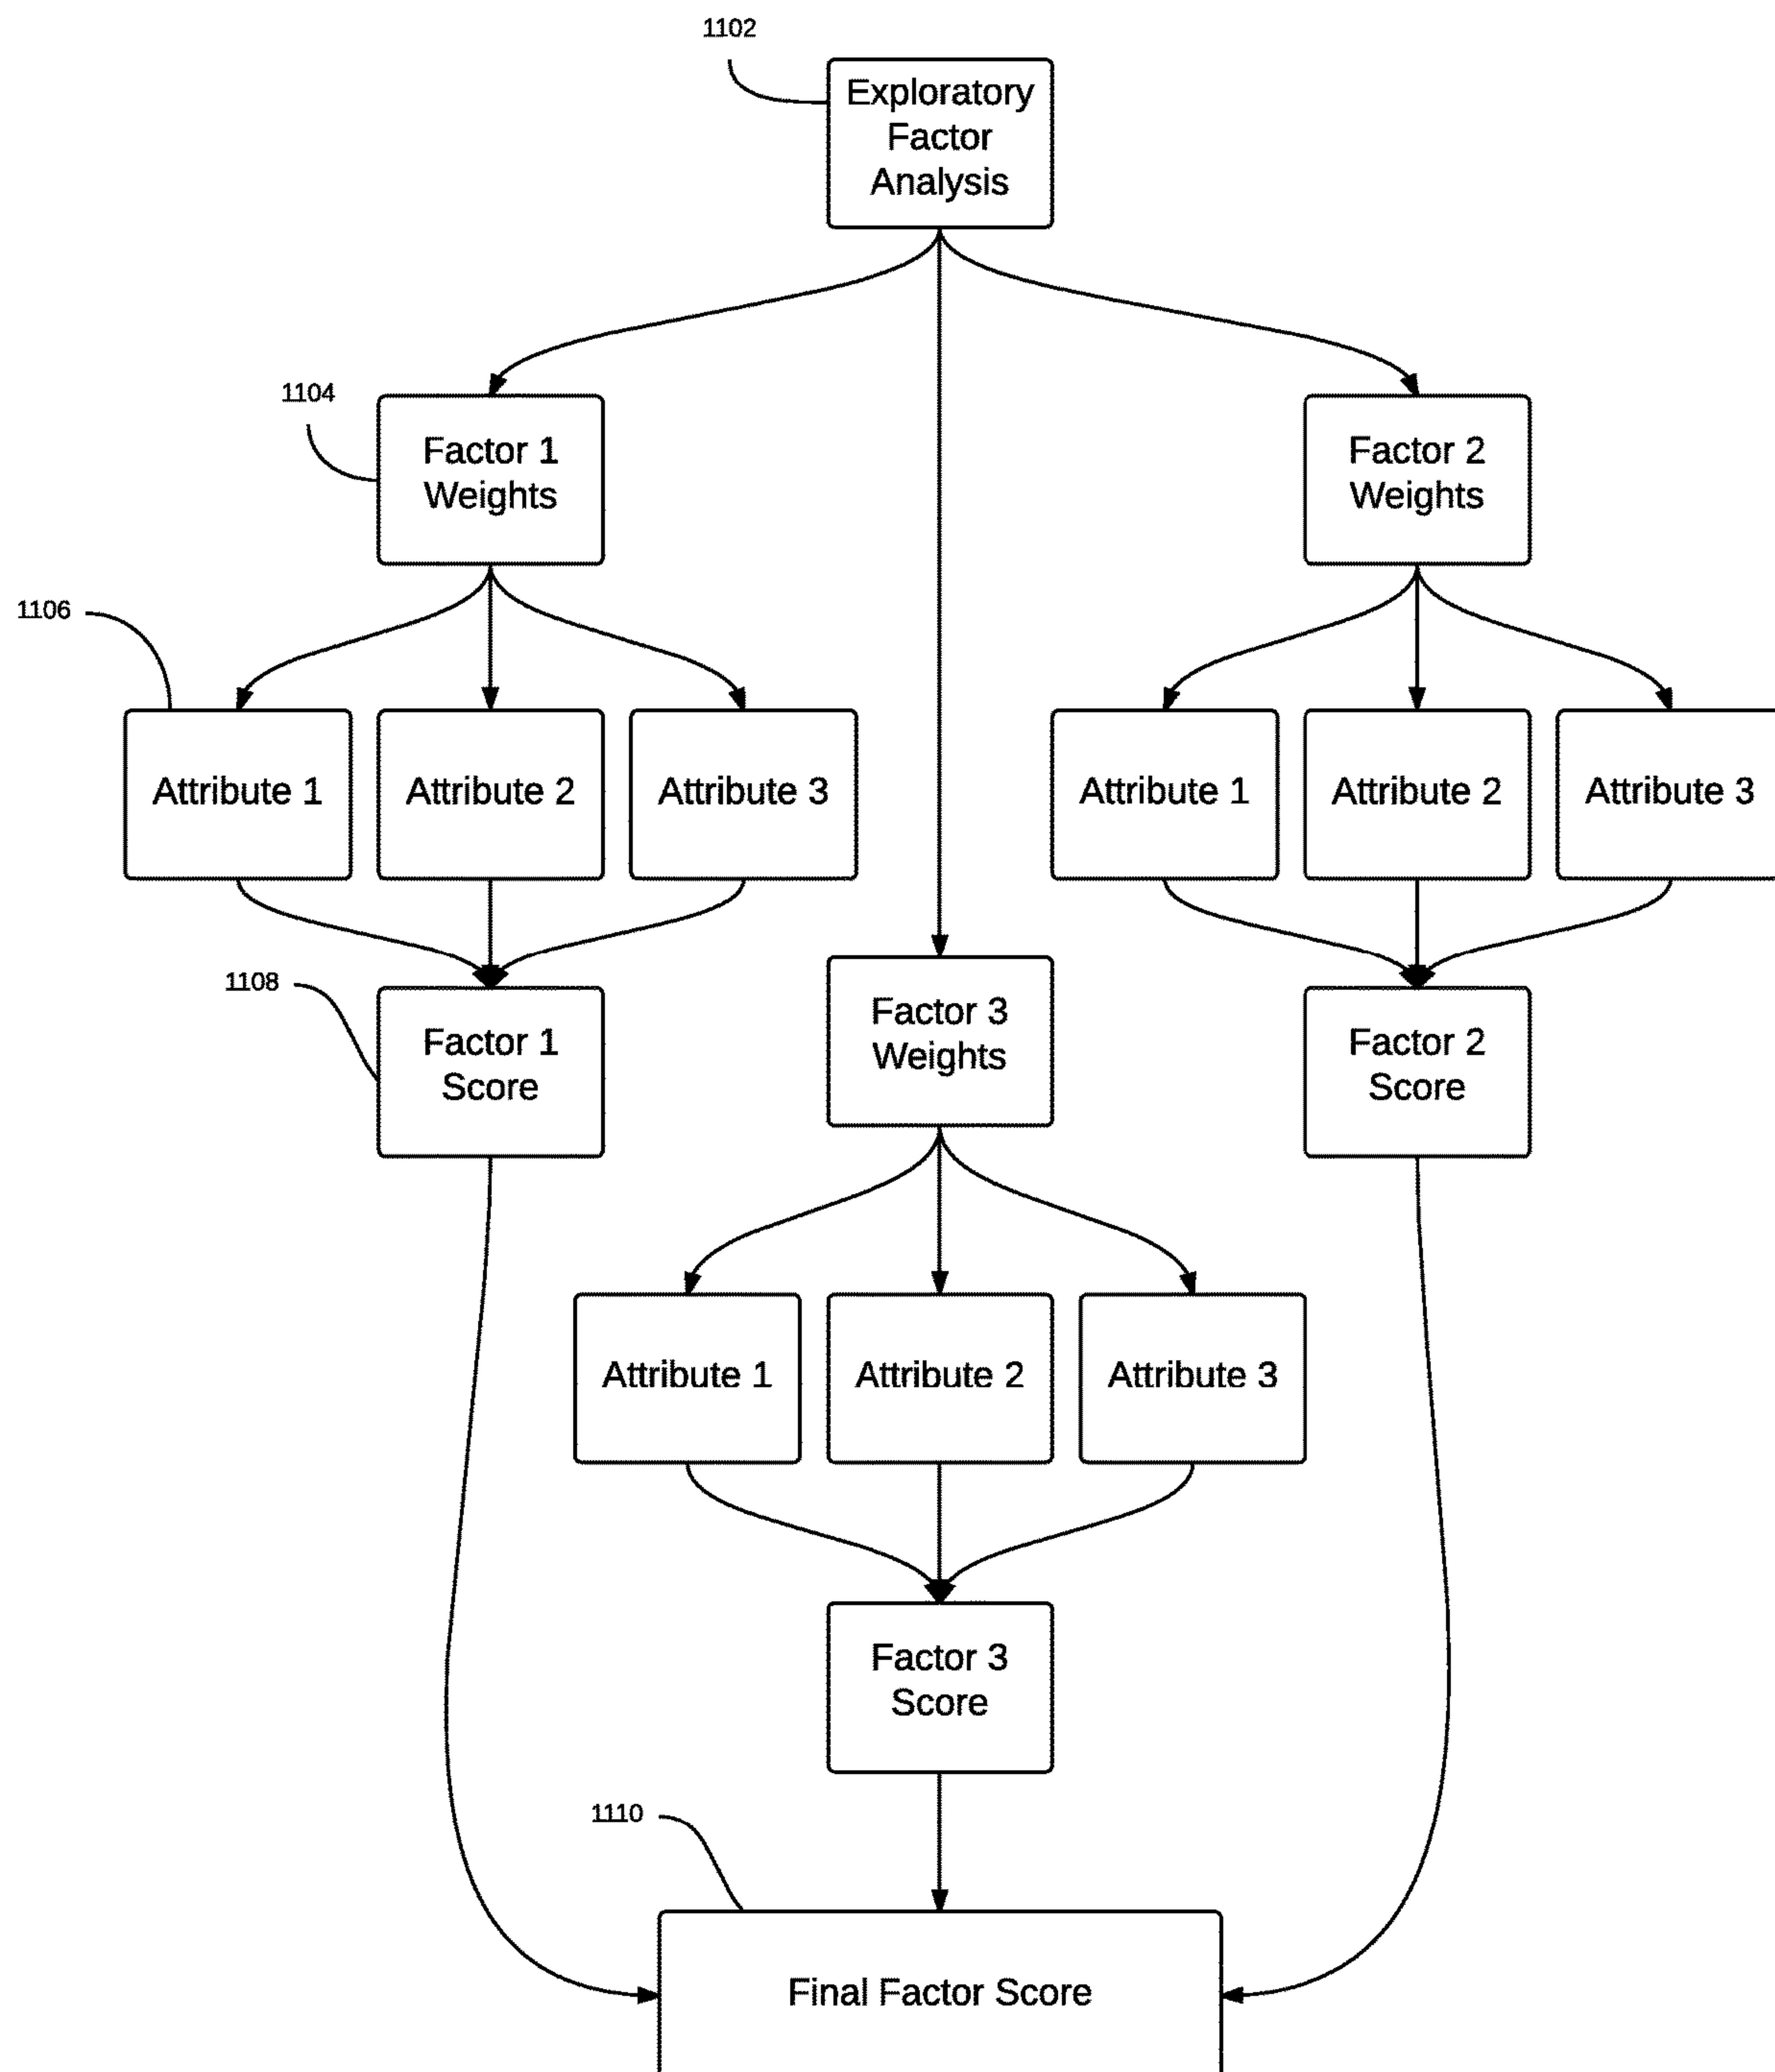 1102
Exploratory
Factor
Analysis
1104
Factor 1
Weights
Factor 2
Weights
1106
Attribute 1
Attribute 2
Attribute 3
Attribute 1
Attribute 2
Attribute 3
1108
Factor 1
Score
Factor 3
Weights
Factor 2
Score
Attribute 1
Attribute 2
Attribute 3
Factor 3
Score
1110
Final Factor Score